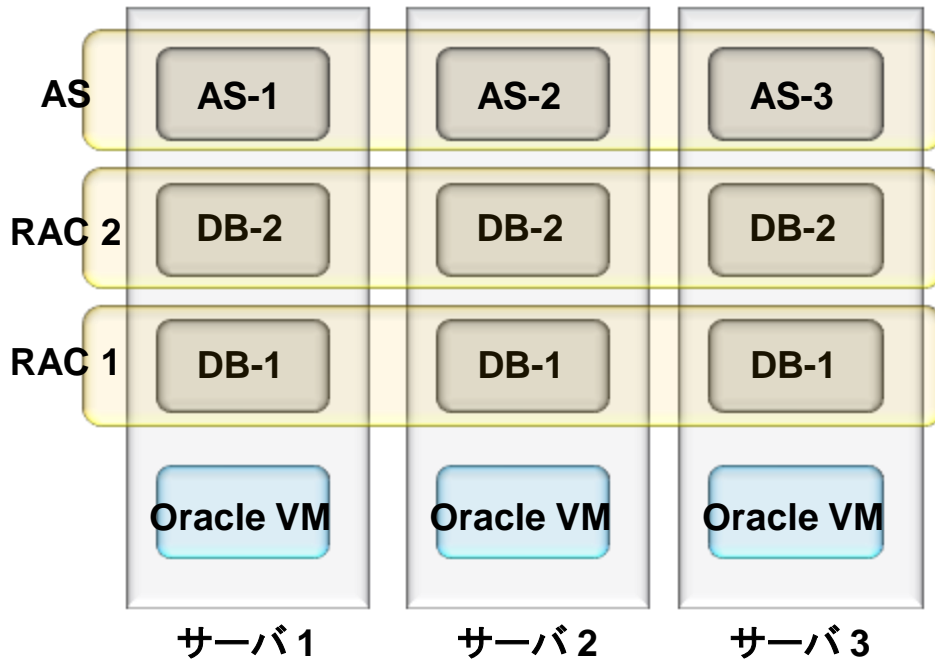 AS AS-1 AS-2 AS-3
RAC 2 DB-2 DB-2 DB-2
RAC 1 DB-1 DB-1 DB-1
Oracle VM Oracle VM Oracle VM
サーバ 1 サーバ 2 サーバ 3